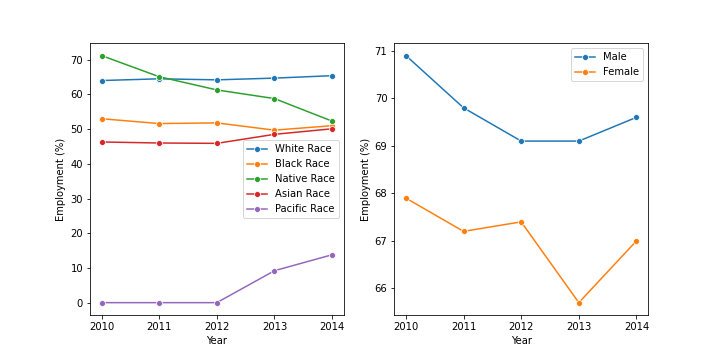 70
60
50
40
30
20
10
0
Employment (%)
2010 2011 2012 2013 2014
Year
White Race
Black Race
Native Race
Asian Race
Pacific Race
71
70
69
68
67
66
Employment (%)
2010 2011 2012 2013 2014
Year
Male
Female